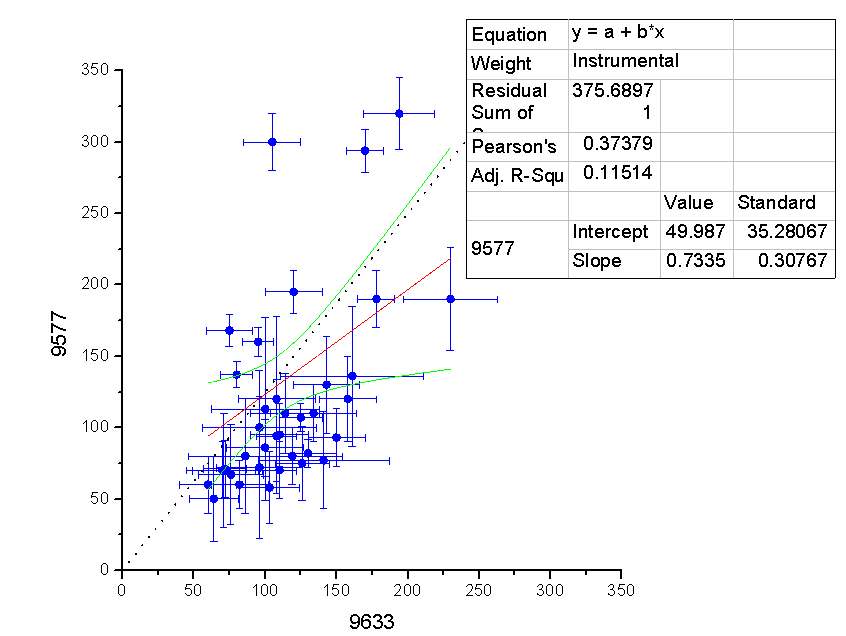 Equation y = a + b*x
Weight Instrumental
Residual 375.6897
Sum of 1
Pearson's 0.37379
Adj. R-Squ 0.11514
Value Standard
9577 Intercept 49.987 35.28067
Slope 0.7335 0.30767
350
300
250
200
150
100
50
0
9577
0 50 100 150 200 250 300 350
9633